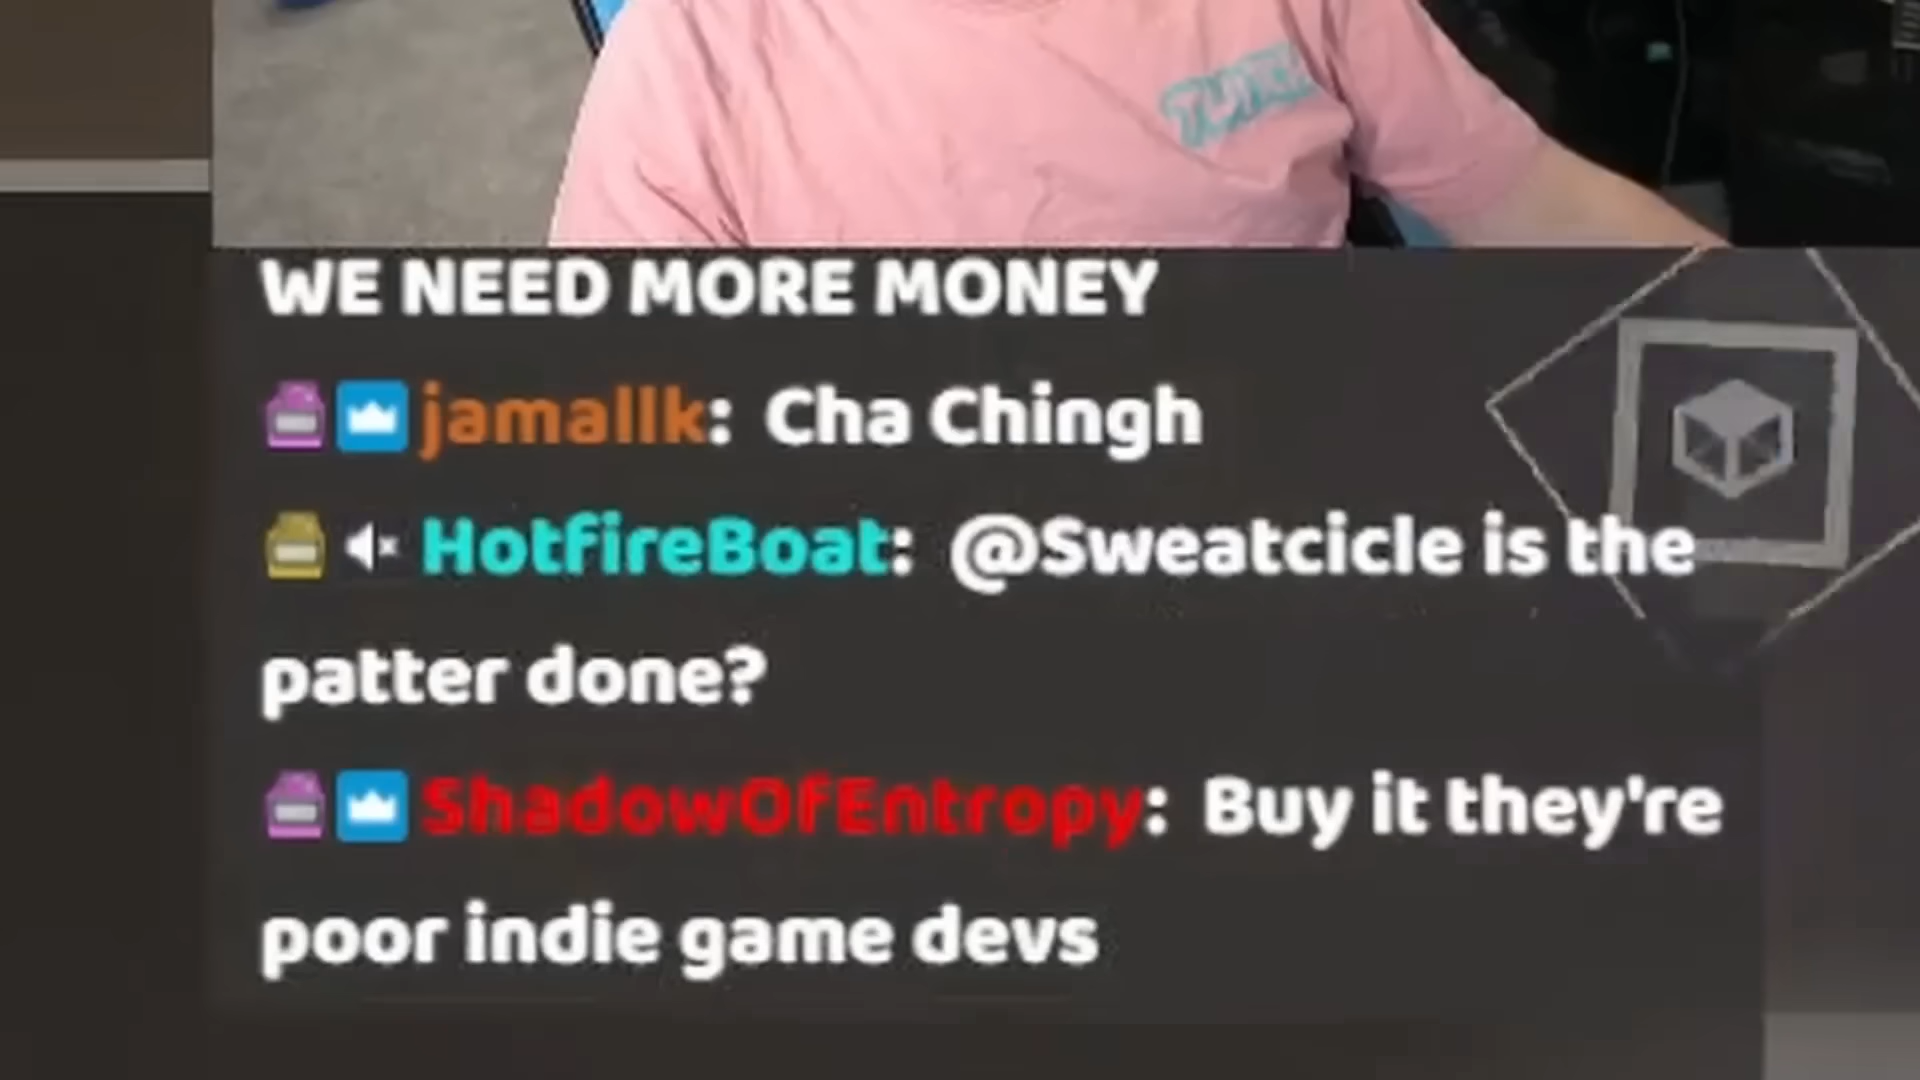 WE NEED MORE MONEY
jamallk: Cha Chingh
HotfireBoat: @Sweatcicle is the
patter done?
ShadowOfEntropy: Buy it they're
poor indie game devs